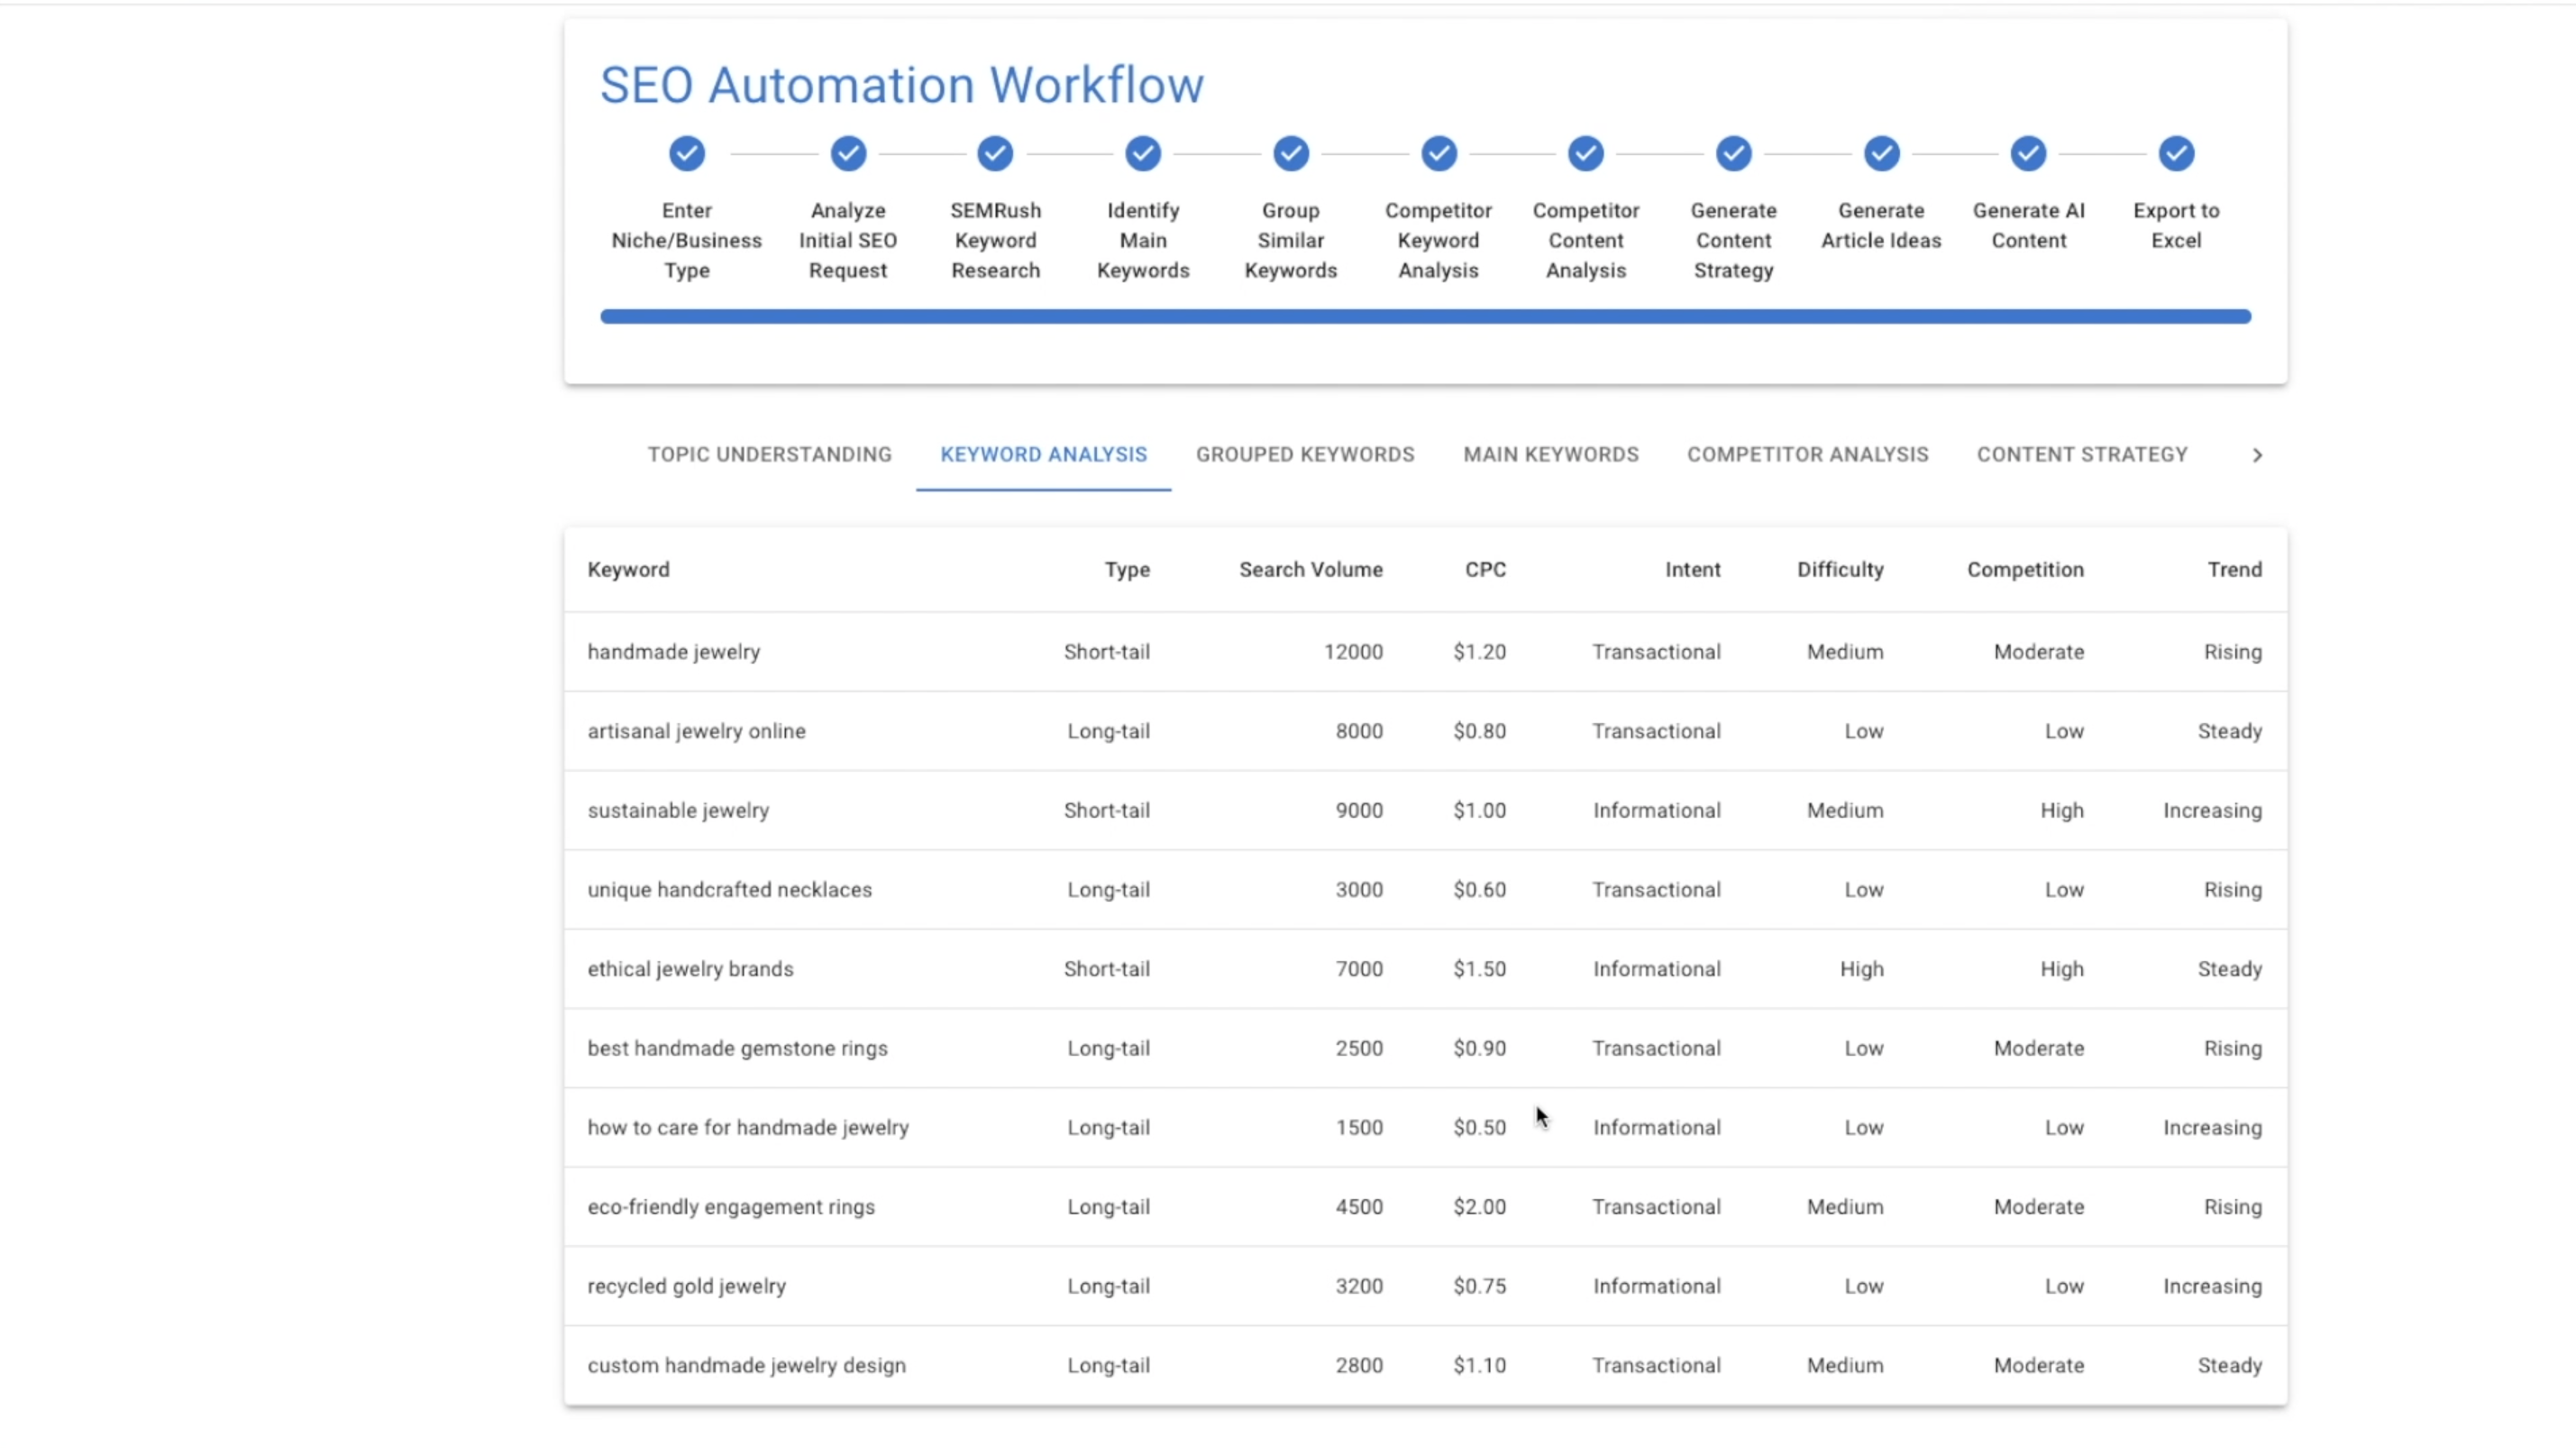 SEO Automation Workflow
Enter Niche/Business Type
Analyze Initial SEO Request
SEMRush Keyword Research
Identify Main Keywords
Group Similar Keywords
Competitor Keyword Analysis
Competitor Content Analysis
Generate Content Strategy
Generate Article Ideas
Generate AI Content
Export to Excel
TOPIC UNDERSTANDING KEYWORD ANALYSIS GROUPED KEYWORDS MAIN KEYWORDS COMPETITOR ANALYSIS CONTENT STRATEGY
Keyword Type Search Volume CPC Intent Difficulty Competition Trend
handmade jewelry Short-tail 12000 $1.20 Transactional Medium Moderate Rising
artisanal jewelry online Long-tail 8000 $0.80 Transactional Low Low Steady
sustainable jewelry Short-tail 9000 $1.00 Informational Medium High Increasing
unique handcrafted necklaces Long-tail 3000 $0.60 Transactional Low Low Rising
ethical jewelry brands Short-tail 7000 $1.50 Informational High High Steady
best handmade gemstone rings Long-tail 2500 $0.90 Transactional Low Moderate Rising
how to care for handmade jewelry Long-tail 1500 $0.50 Informational Low Low Increasing
eco-friendly engagement rings Long-tail 4500 $2.00 Transactional Medium Moderate Rising
recycled gold jewelry Long-tail 3200 $0.75 Informational Low Low Increasing
custom handmade jewelry design Long-tail 2800 $1.10 Transactional Medium Moderate Steady